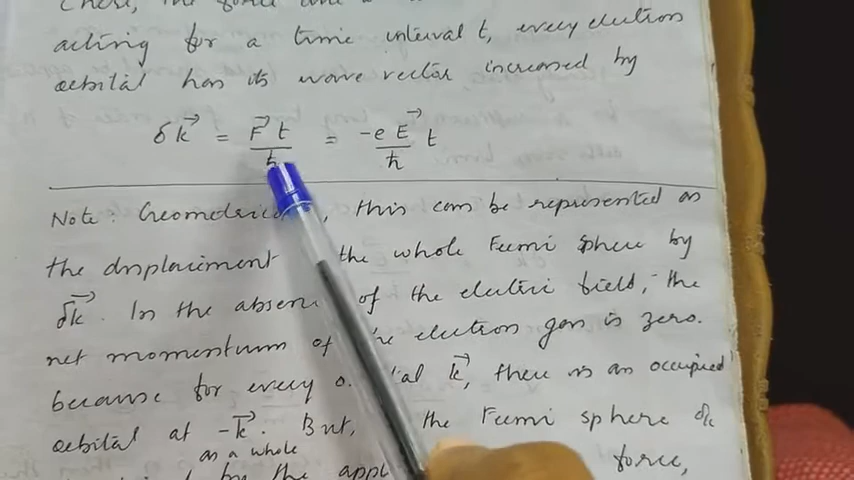 acting for a time interval t, every electron
orbital has its wave vector increased by
δk⃗ = F⃗ t / ħ = -e E⃗ / ħ t
Note: , this can be represented as
the displacement the whole Fermi sphere by
δk⃗. In the of the electric field, the
net momentum of electron gas is zero.
because for every k⃗, there is an occupied
orbital at -k⃗. But, the Fermi sphere
as a whole
by the force,